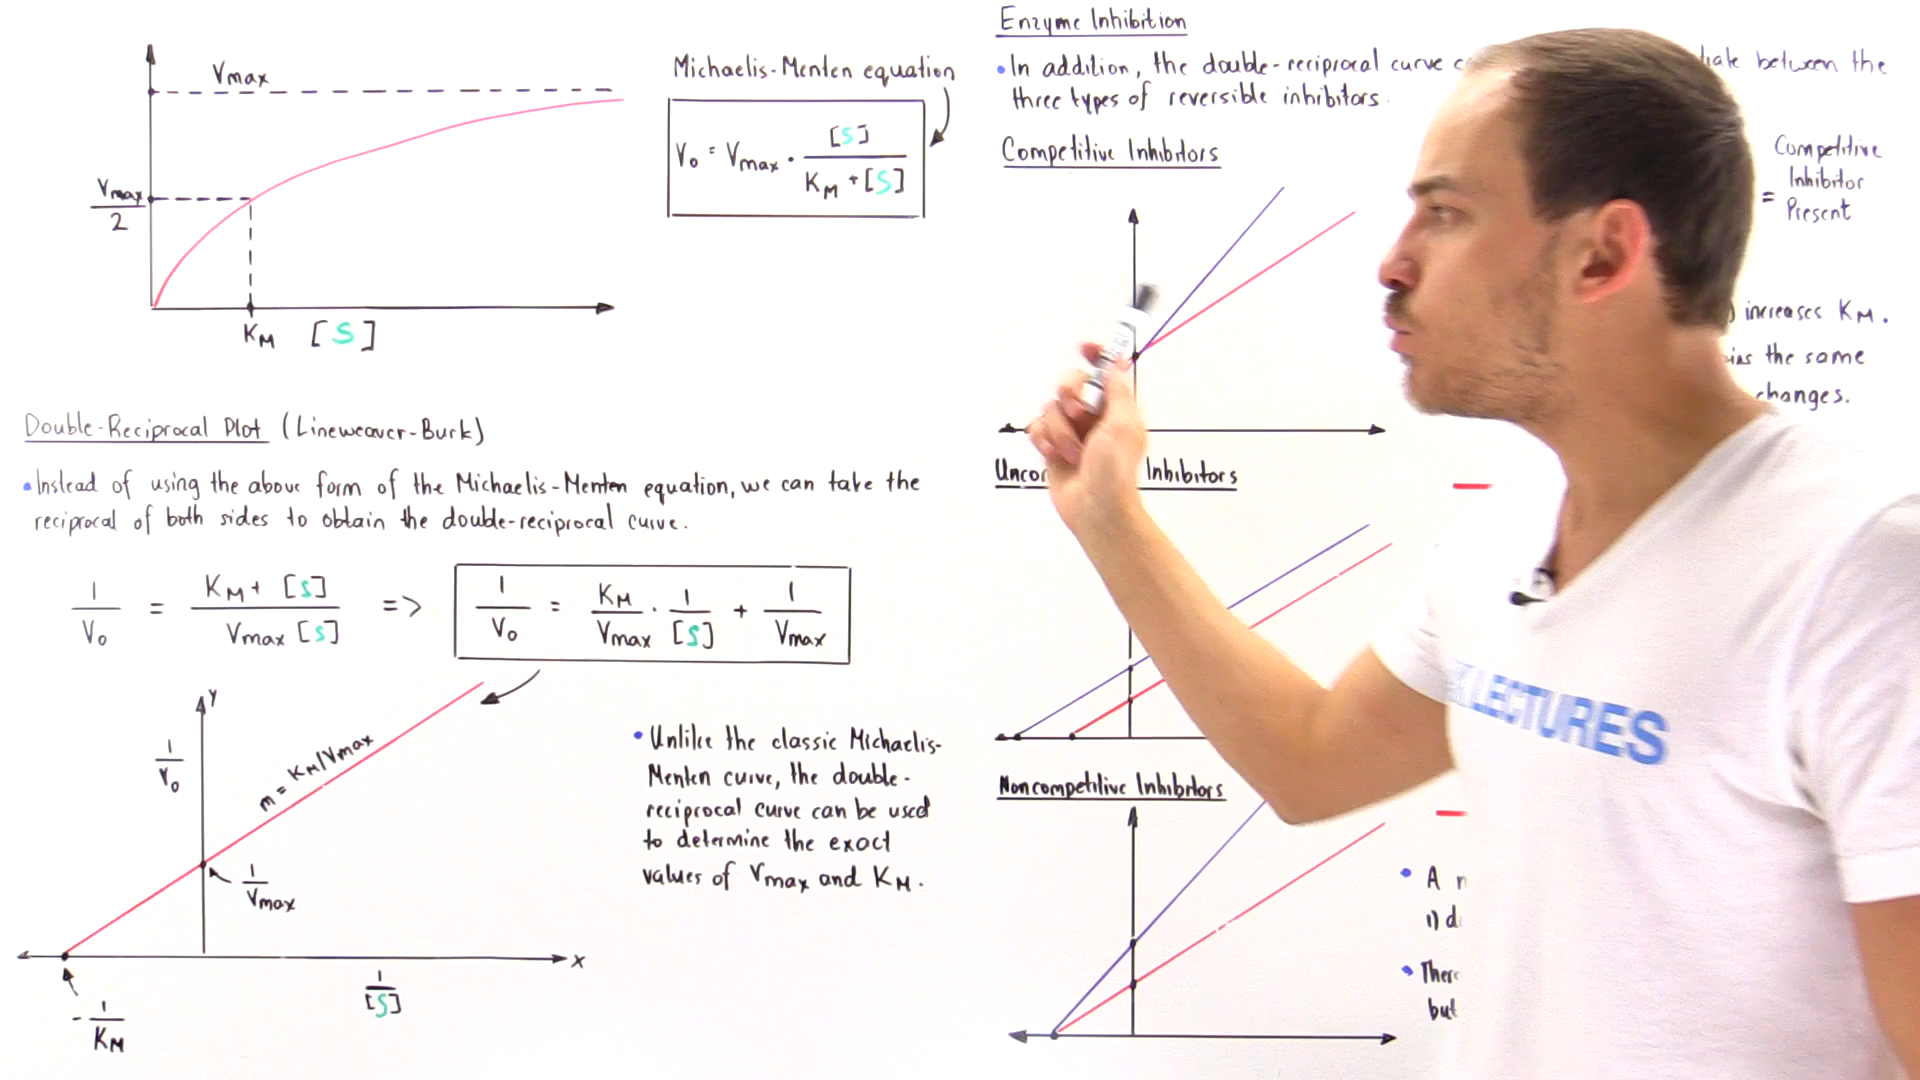 Vmax
Vmax
2
KM [S]
Michaelis-Menten equation
V0 = Vmax · [S]
KM + [S]
Double-Reciprocal Plot (Lineweaver-Burk)
• Instead of using the above form of the Michaelis-Menten equation, we can take the
reciprocal of both sides to obtain the double-reciprocal curve.
1/V0 = KM + [S] / Vmax [S] => 1/V0 = KM/Vmax · 1/[S] + 1/Vmax
Y
1/V0
m = KM/Vmax
1/Vmax
X
1/[S]
- 1/KM
• Unlike the classic Michaelis-
Menten curve, the double-
reciprocal curve can be used
to determine the exact
values of Vmax and KM.
Enzyme Inhibition
• In addition, the double-reciprocal curve between the
three types of reversible inhibitors.
Competitive Inhibitors
= Competitive
Inhibitor
Present
increases KM.
the same
changes.
Inhibitors
Noncompetitive Inhibitors
• A
1)
•
but
LECTURES